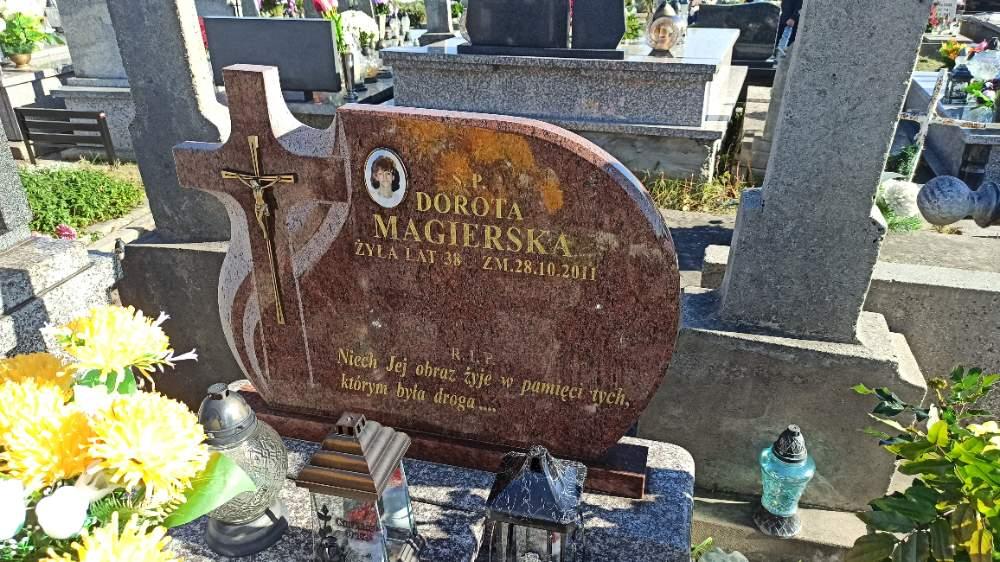 Ś.P.
DOROTA
MAGIERSKA
ŻYŁA LAT 38 ZM.28.10.2011
R. I. P.
Niech Jej obraz żyje w pamięci tych,
którym była droga....